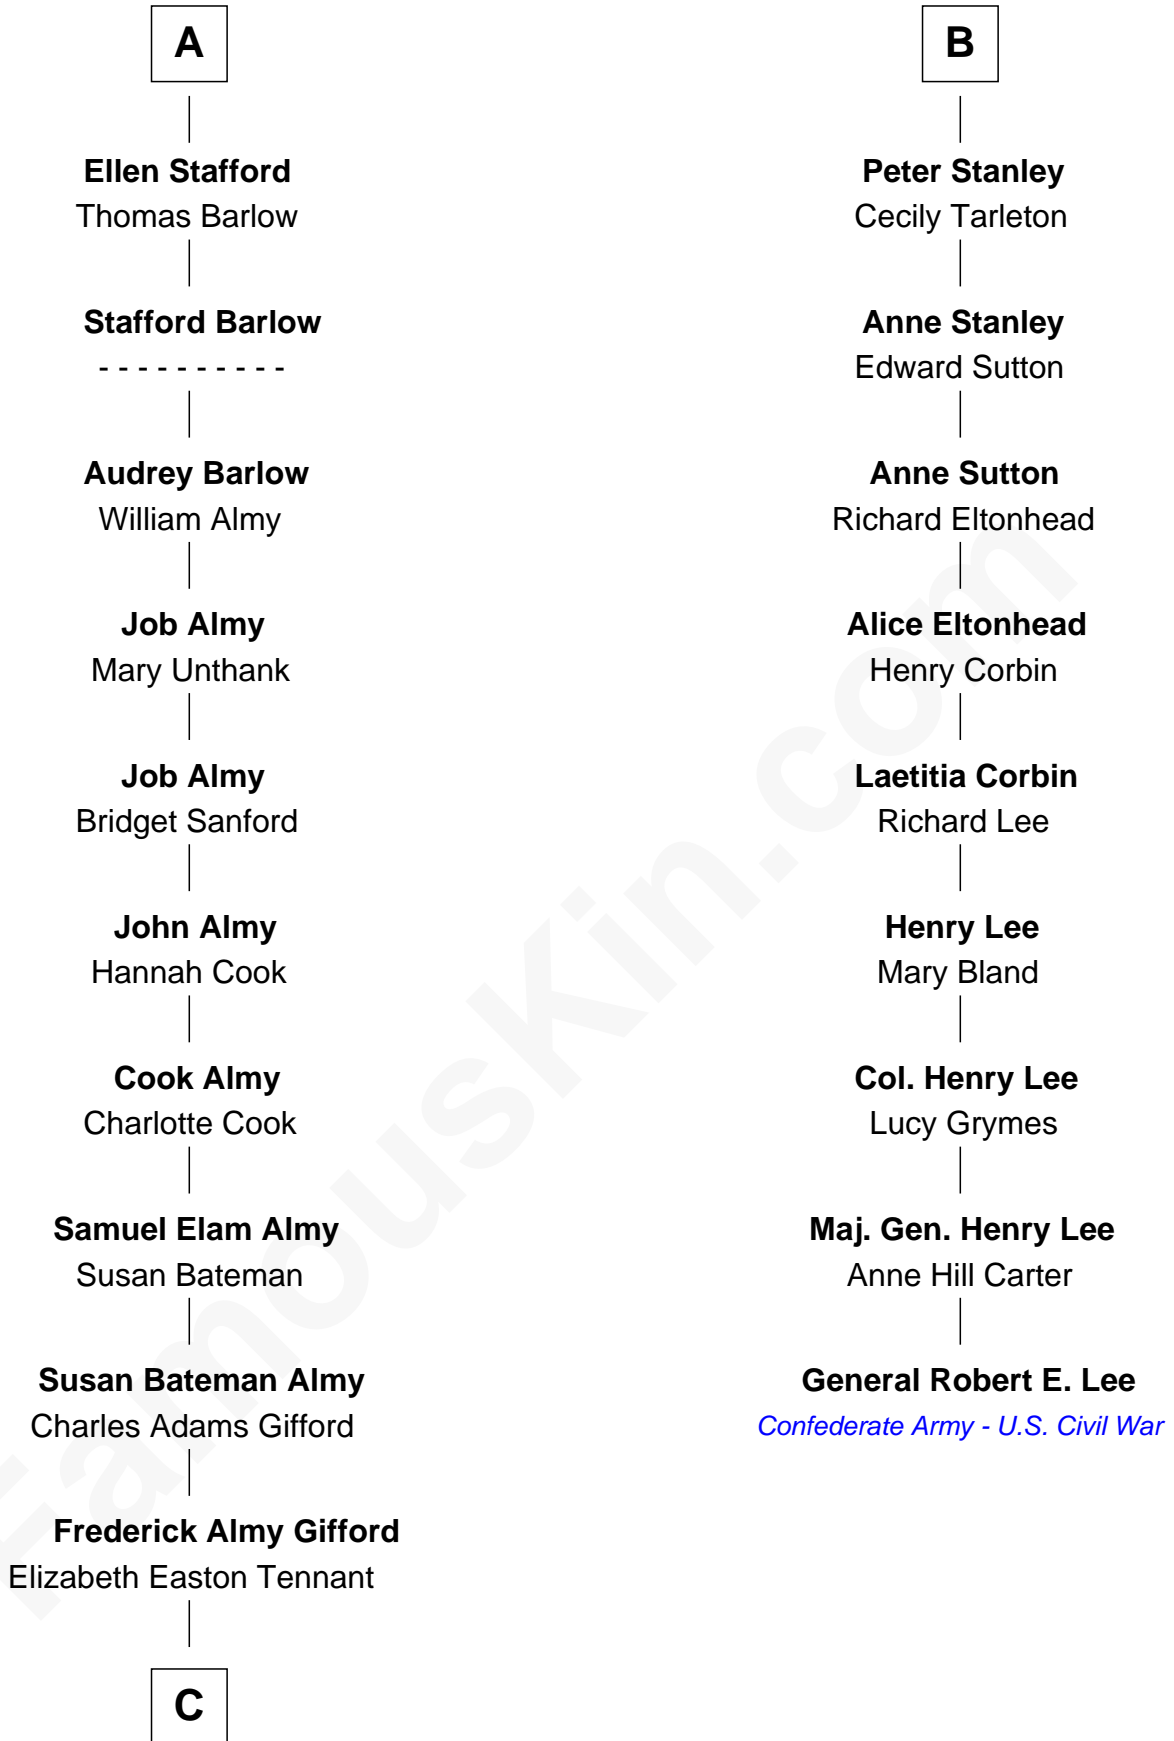 A
Ellen Stafford
Thomas Barlow
Stafford Barlow
- - - - - - - - - -
Audrey Barlow
William Almy
Job Almy
Mary Unthank
Job Almy
Bridget Sanford
John Almy
Hannah Cook
Cook Almy
Charlotte Cook
Samuel Elam Almy
Susan Bateman
Susan Bateman Almy
Charles Adams Gifford
Frederick Almy Gifford
Elizabeth Easton Tennant
C
B
Peter Stanley
Cecily Tarleton
Anne Stanley
Edward Sutton
Anne Sutton
Richard Eltonhead
Alice Eltonhead
Henry Corbin
Laetitia Corbin
Richard Lee
Henry Lee
Mary Bland
Col. Henry Lee
Lucy Grymes
Maj. Gen. Henry Lee
Anne Hill Carter
General Robert E. Lee
Confederate Army - U.S. Civil War
FamousKin.com